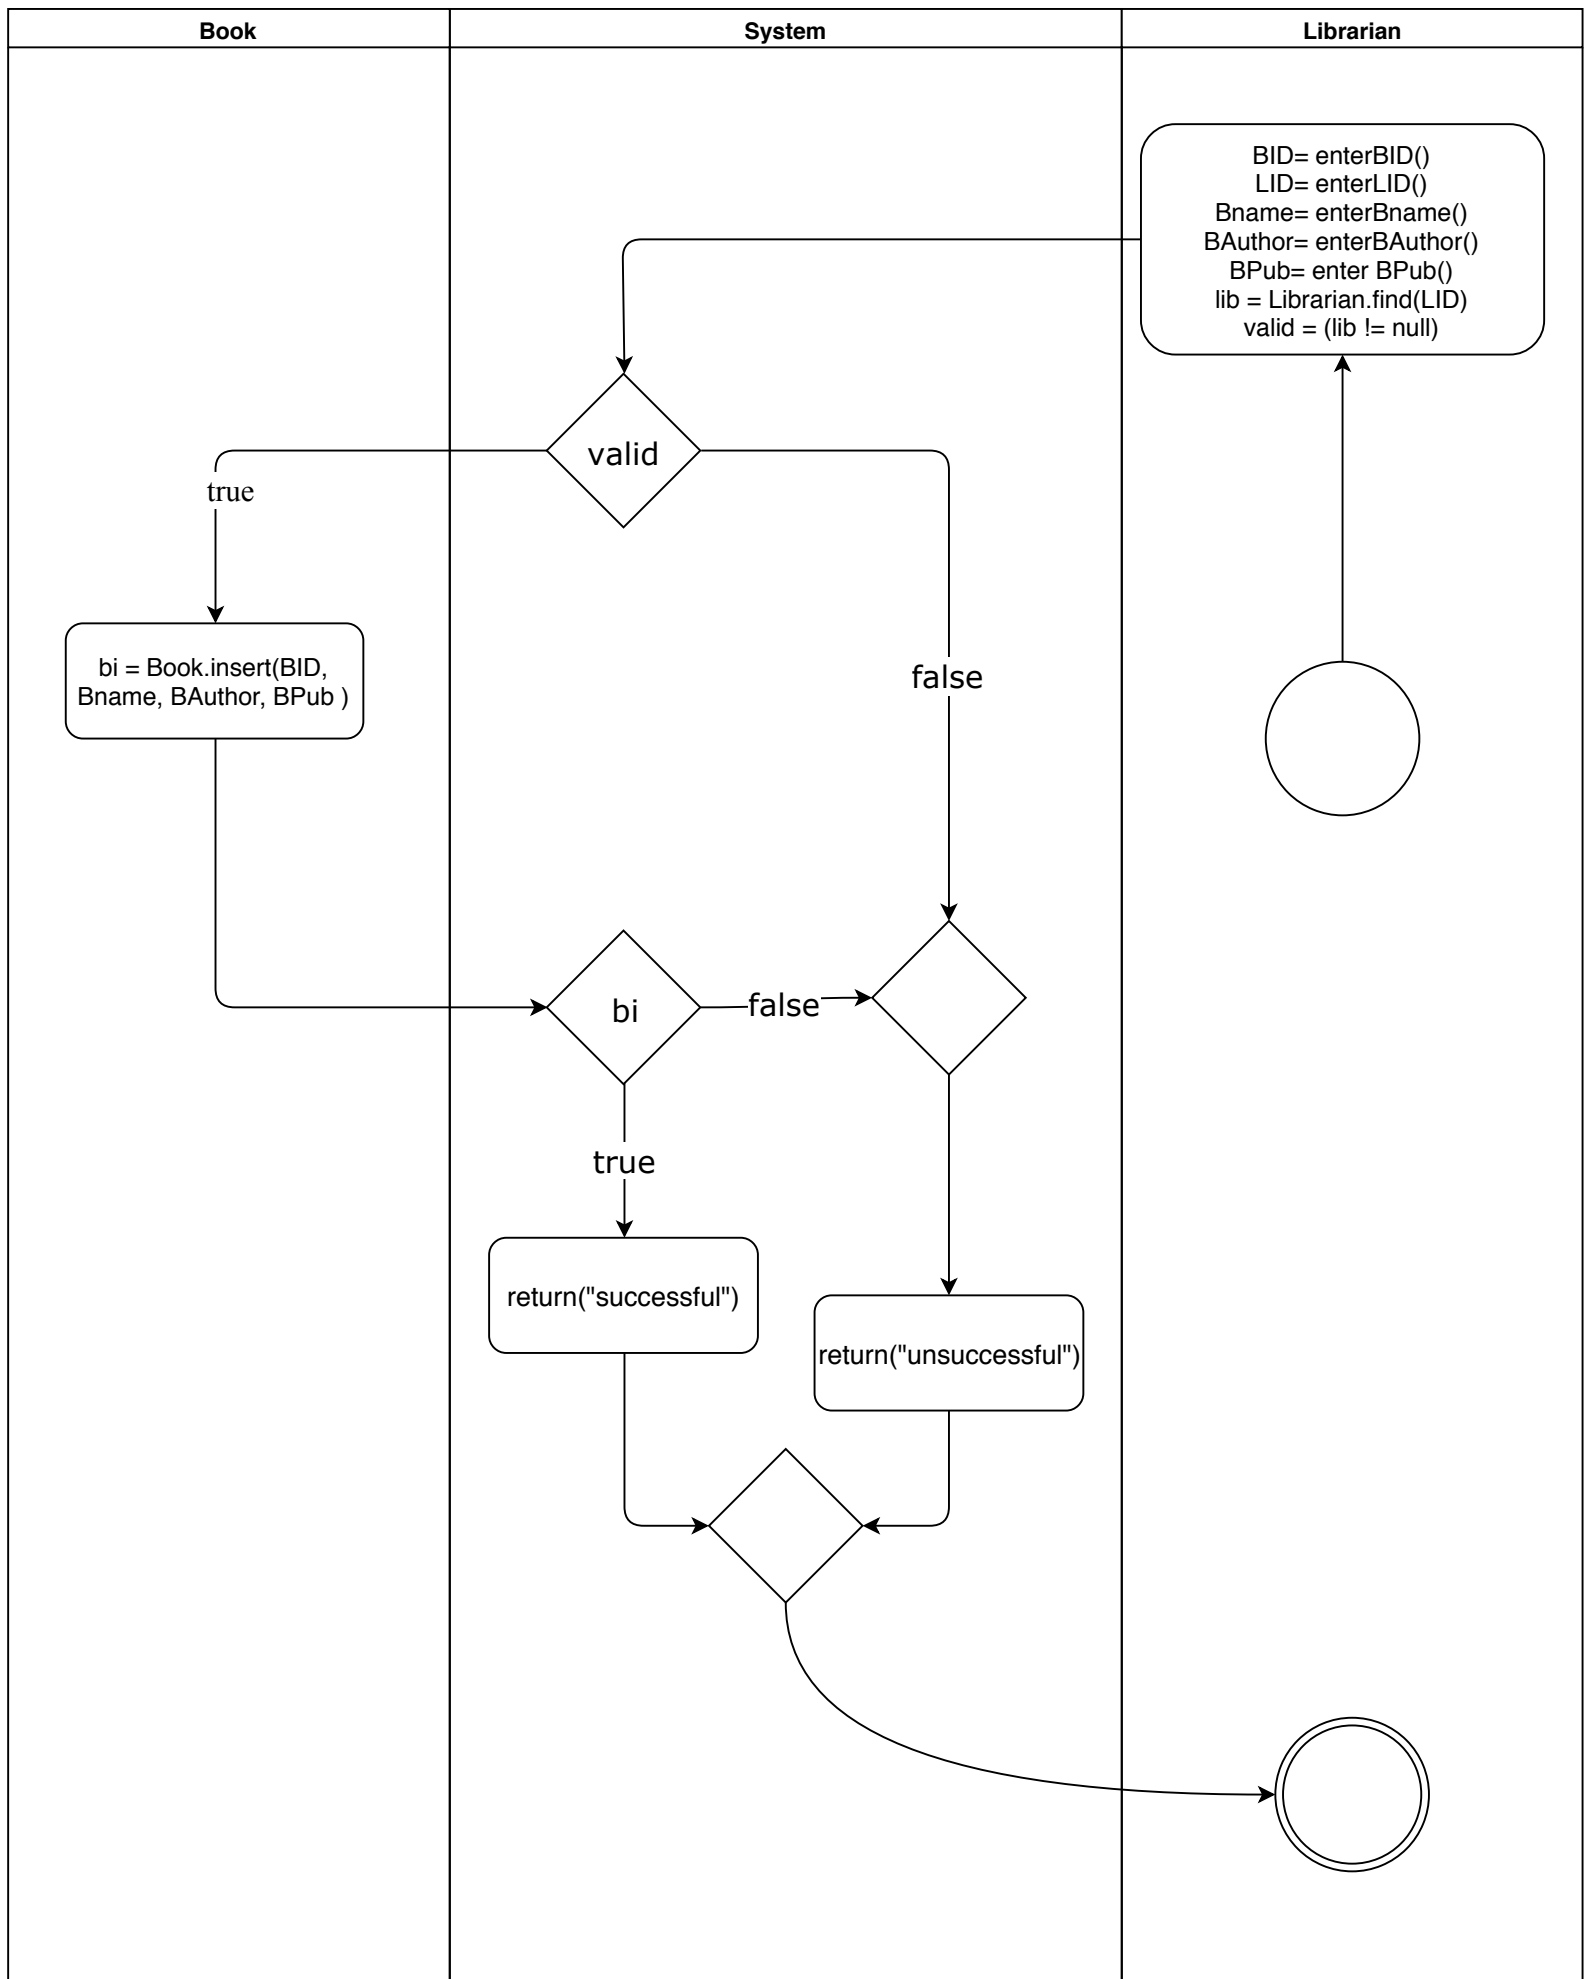 Book
System
Librarian
BID= enterBID()
LID= enterLID()
Bname= enterBname()
BAuthor= enterBAuthor()
BPub= enter BPub()
lib = Librarian.find(LID)
valid = (lib != null)
valid
true
bi = Book.insert(BID,
Bname, BAuthor, BPub )
false
bi
false
true
return("successful")
return("unsuccessful")